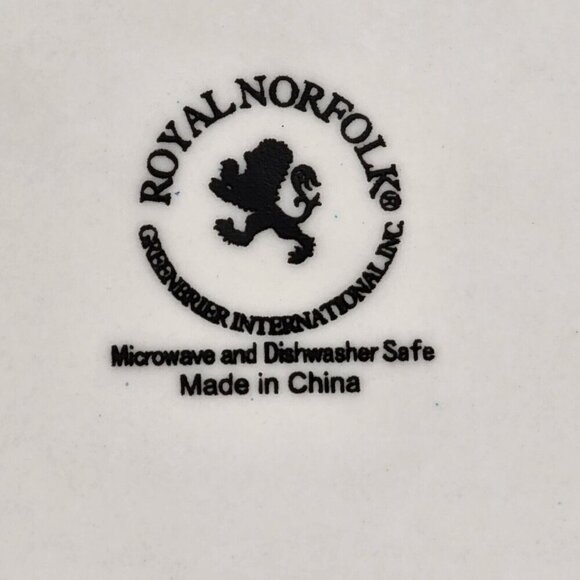 ROYAL NORFOLK®
GREENBRIER INTERNATIONAL, INC.
Microwave and Dishwasher Safe
Made in China